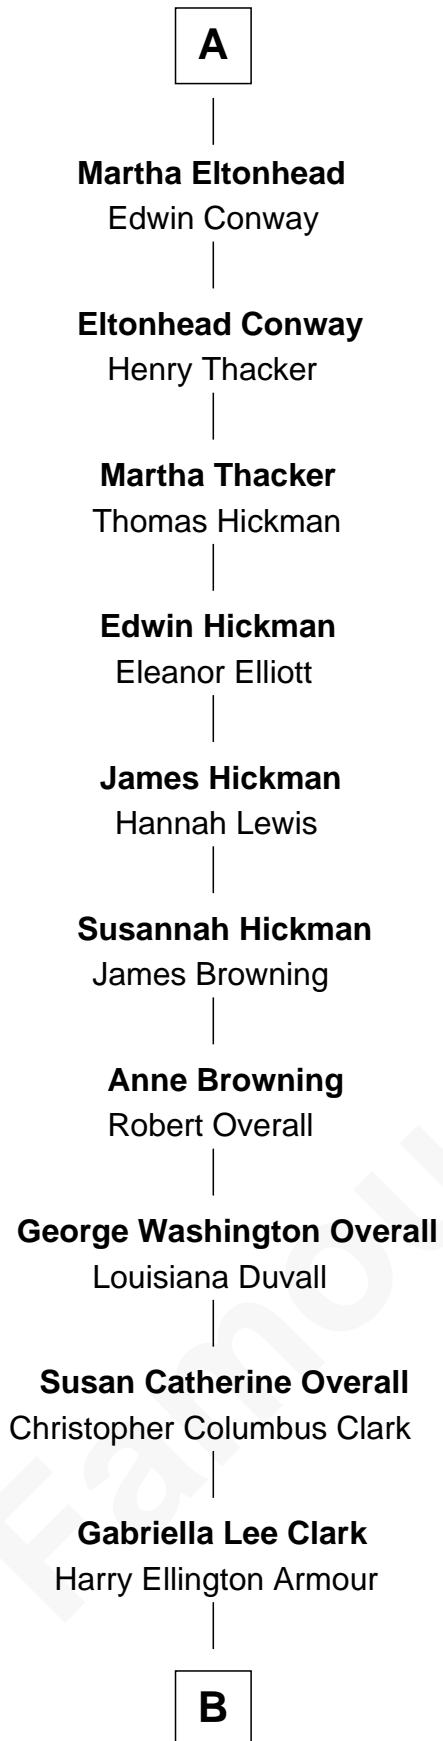 A
Martha Eltonhead
Edwin Conway
Eltonhead Conway
Henry Thacker
Martha Thacker
Thomas Hickman
Edwin Hickman
Eleanor Elliott
James Hickman
Hannah Lewis
Susannah Hickman
James Browning
Anne Browning
Robert Overall
George Washington Overall
Louisiana Duvall
Susan Catherine Overall
Christopher Columbus Clark
Gabriella Lee Clark
Harry Ellington Armour
B
Famou